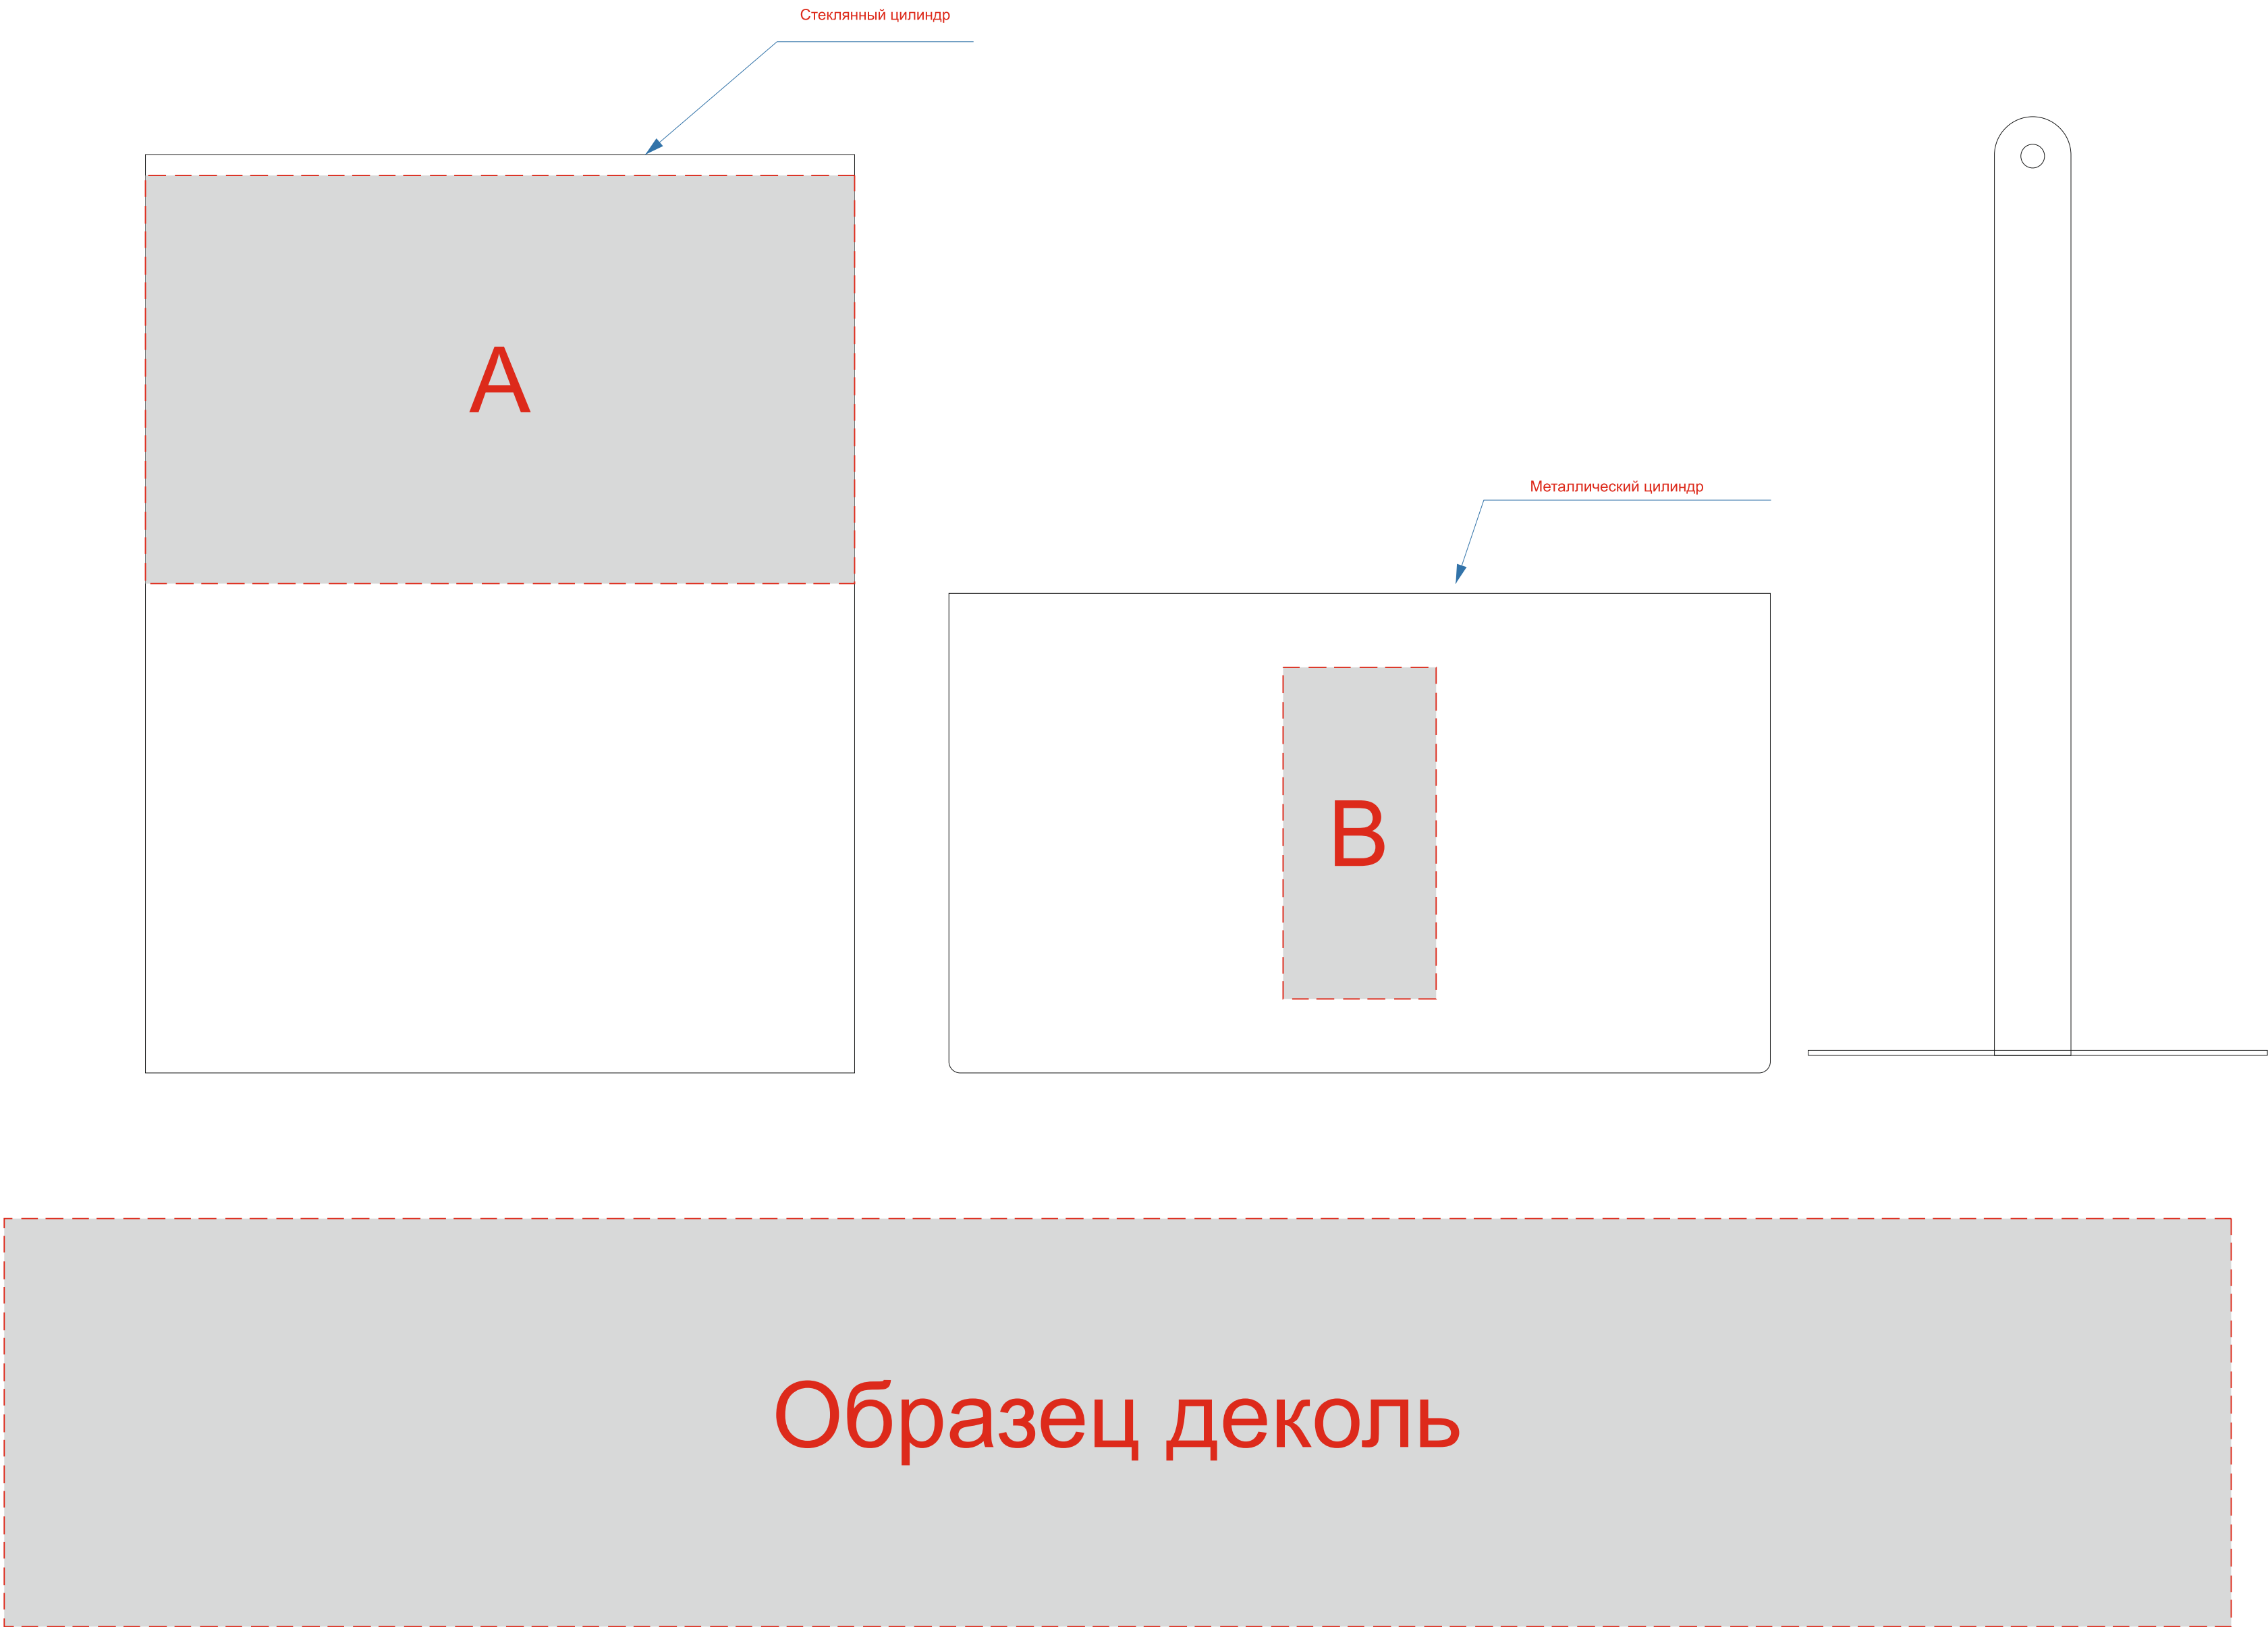 Стеклянный цилиндр
A
Металлический цилиндр
B
Образец деколь